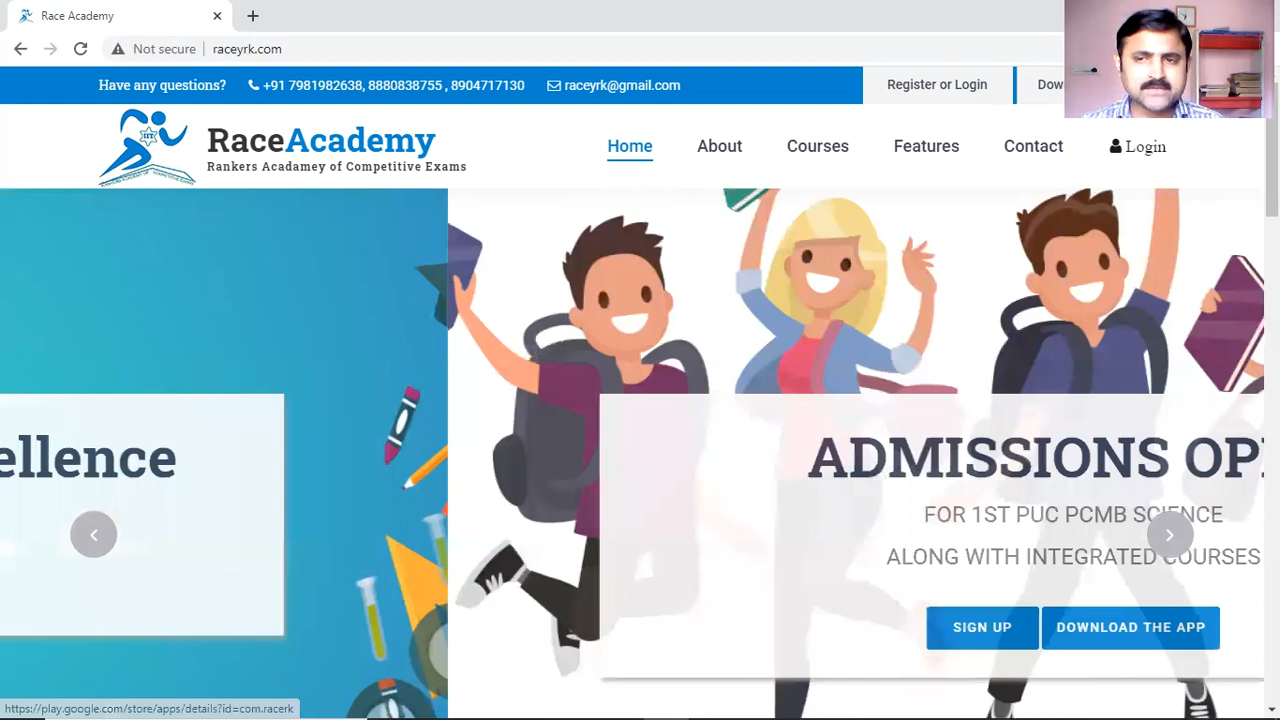 Race Academy
Not secure
raceyrk.com
Have any questions?
+91 7981982638, 8880838755 , 8904717130
raceyrk@gmail.com
Register or Login
Dow
IIT
RaceAcademy
Rankers Acadamey of Competitive Exams
Home
About
Courses
Features
Contact
Login
ellence
ADMISSIONS OP
FOR 1ST PUC PCMB SCIENCE
ALONG WITH INTEGRATED COURSES
SIGN UP
DOWNLOAD THE APP
https://play.google.com/store/apps/details?id=com.racerk